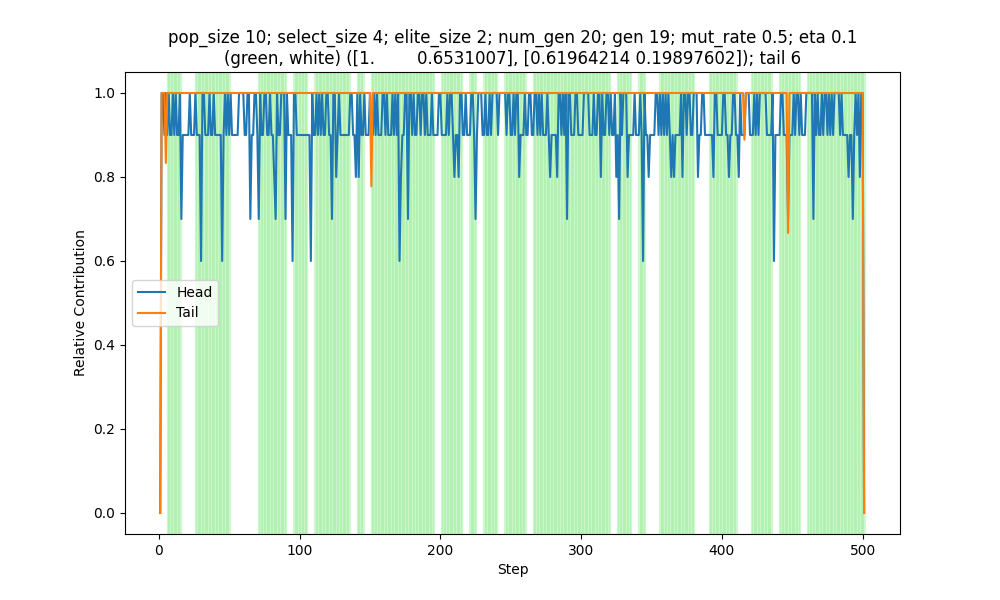 pop_size 10; select_size 4; elite_size 2; num_gen 20; gen 19; mut_rate 0.5; eta 0.1
(green, white) ([1.        0.6531007], [0.61964214 0.19897602]); tail 6
1.0
0.8
0.6
0.4
0.2
0.0
Relative Contribution
Head
Tail
0
100
200
300
400
500
Step